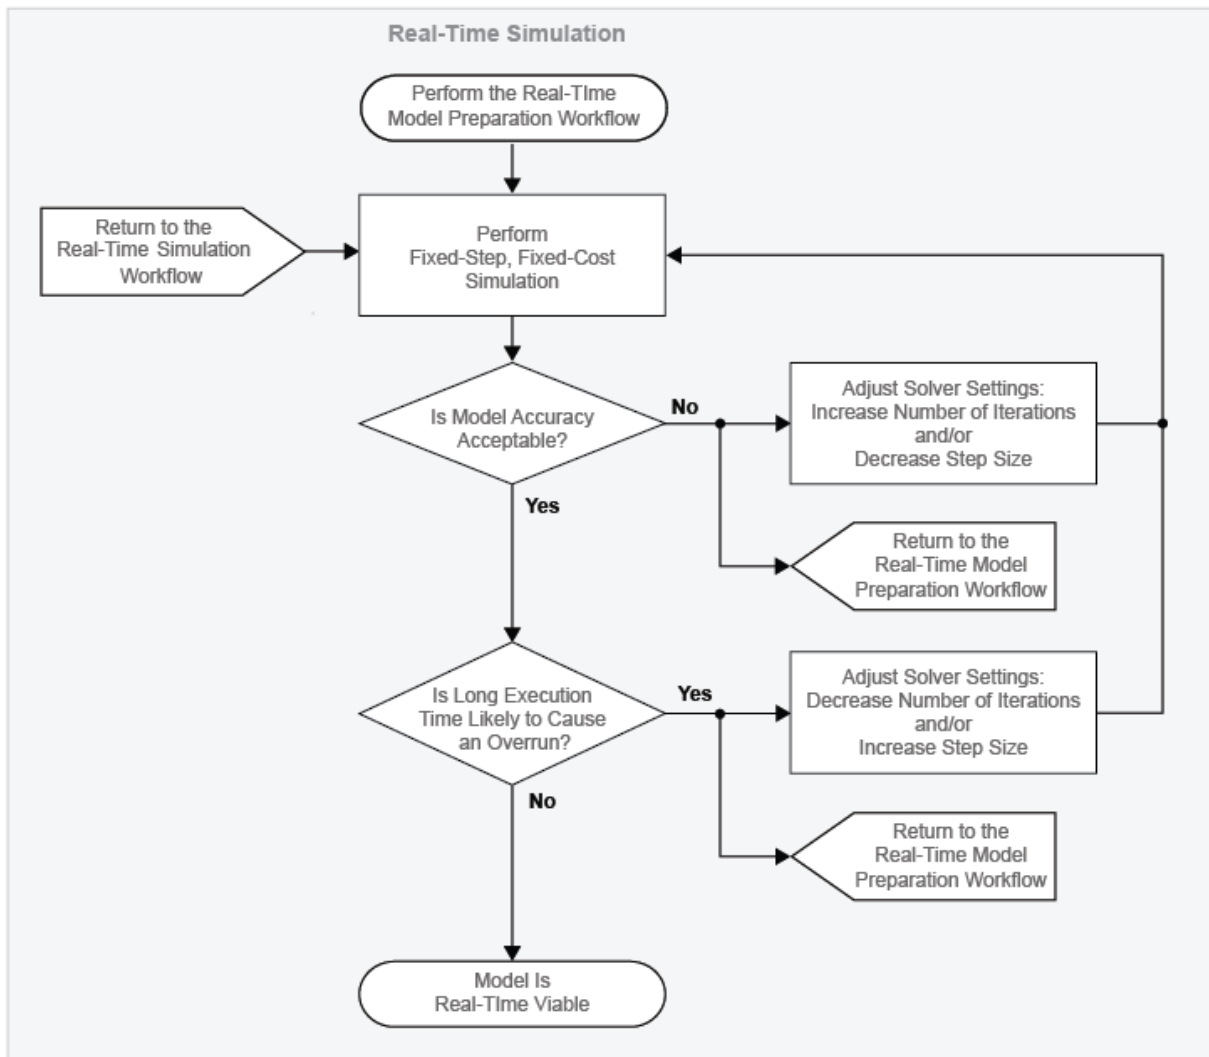 Real-Time Simulation
Perform the Real-TIme
Model Preparation Workflow
Return to the
Real-Time Simulation
Workflow
Perform
Fixed-Step, Fixed-Cost
Simulation
Is Model Accuracy
Acceptable?
No
Adjust Solver Settings:
Increase Number of Iterations
and/or
Decrease Step Size
Yes
Return to the
Real-Time Model
Preparation Workflow
Is Long Execution
Time Likely to Cause
an Overrun?
Yes
Adjust Solver Settings:
Decrease Number of Iterations
and/or
Increase Step Size
No
Return to the
Real-Time Model
Preparation Workflow
Model Is
Real-TIme Viable